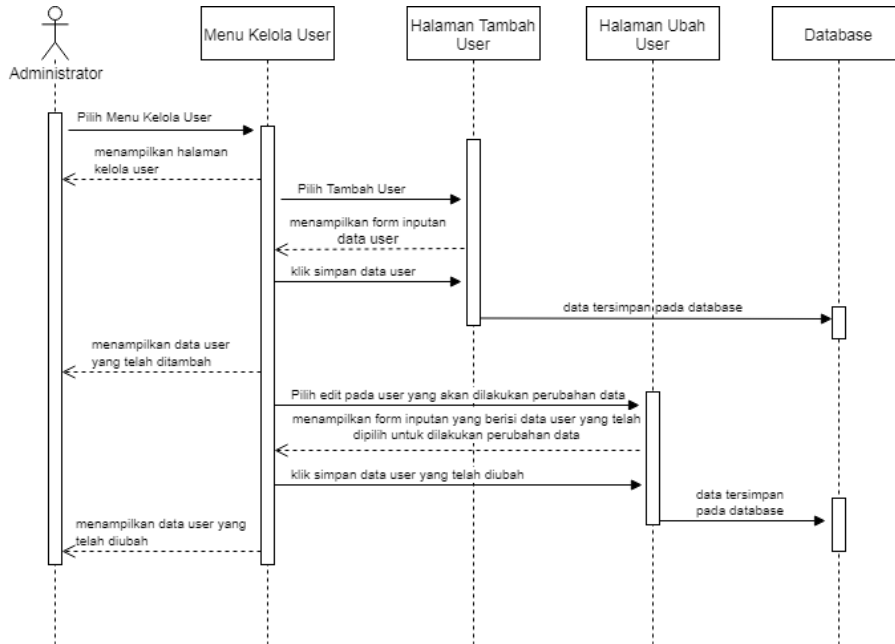 Administrator
Menu Kelola User
Halaman Tambah
User
Halaman Ubah
User
Database
Pilih Menu Kelola User
menampilkan halaman
kelola user
Pilih Tambah User
menampilkan form inputan
data user
klik simpan data user
data tersimpan pada database
menampilkan data user
yang telah ditambah
Pilih edit pada user yang akan dilakukan perubahan data
menampilkan form inputan yang berisi data user yang telah
dipilih untuk dilakukan perubahan data
klik simpan data user yang telah diubah
data tersimpan
pada database
menampilkan data user yang
telah diubah